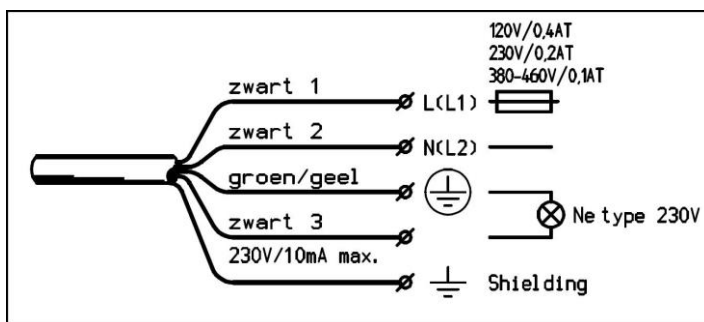 120V/0,4AT
230V/0,2AT
380-460V/0,1AT
zwart 1
L(L1)
zwart 2
N(L2)
groen/geel
zwart 3
Ne type 230V
230V/10mA max.
Shielding